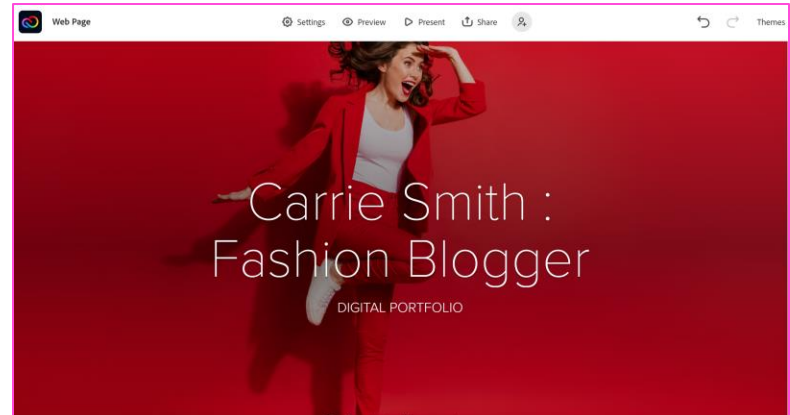 Web Page Settings Preview Present Share Themes
Carrie Smith :
Fashion Blogger
DIGITAL PORTFOLIO